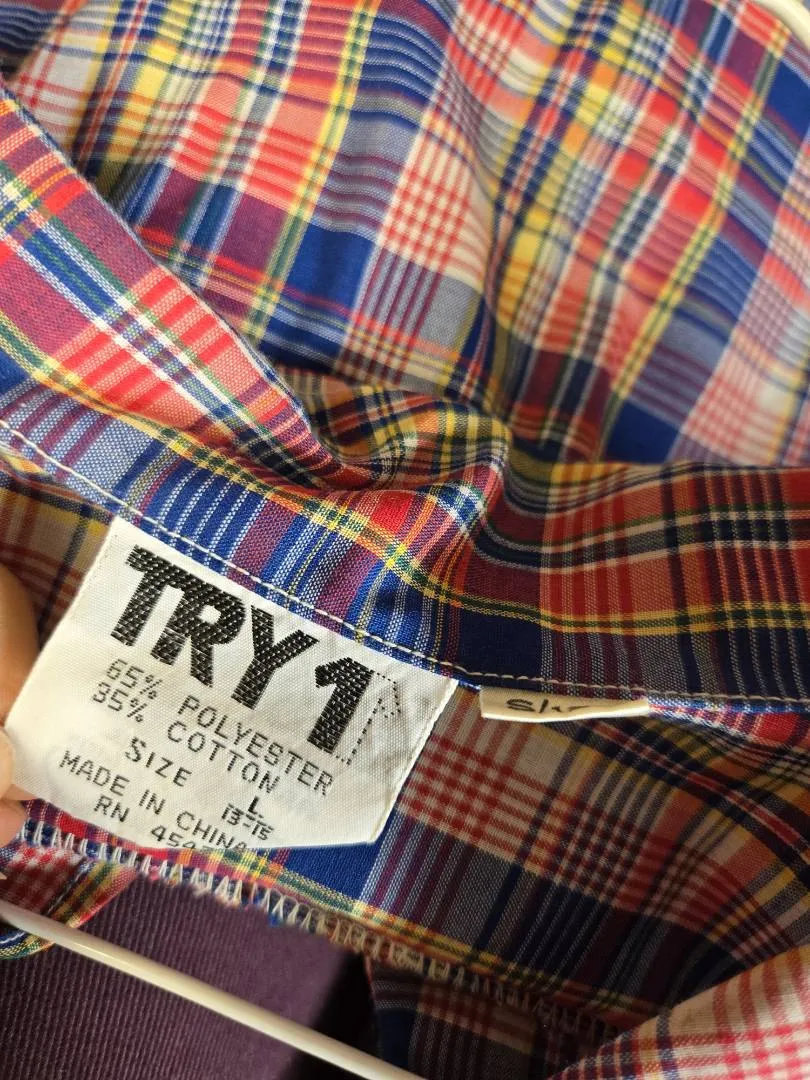 TRY 1
65% POLYESTER
35% COTTON
SIZE L
13-15
MADE IN CHINA
RN